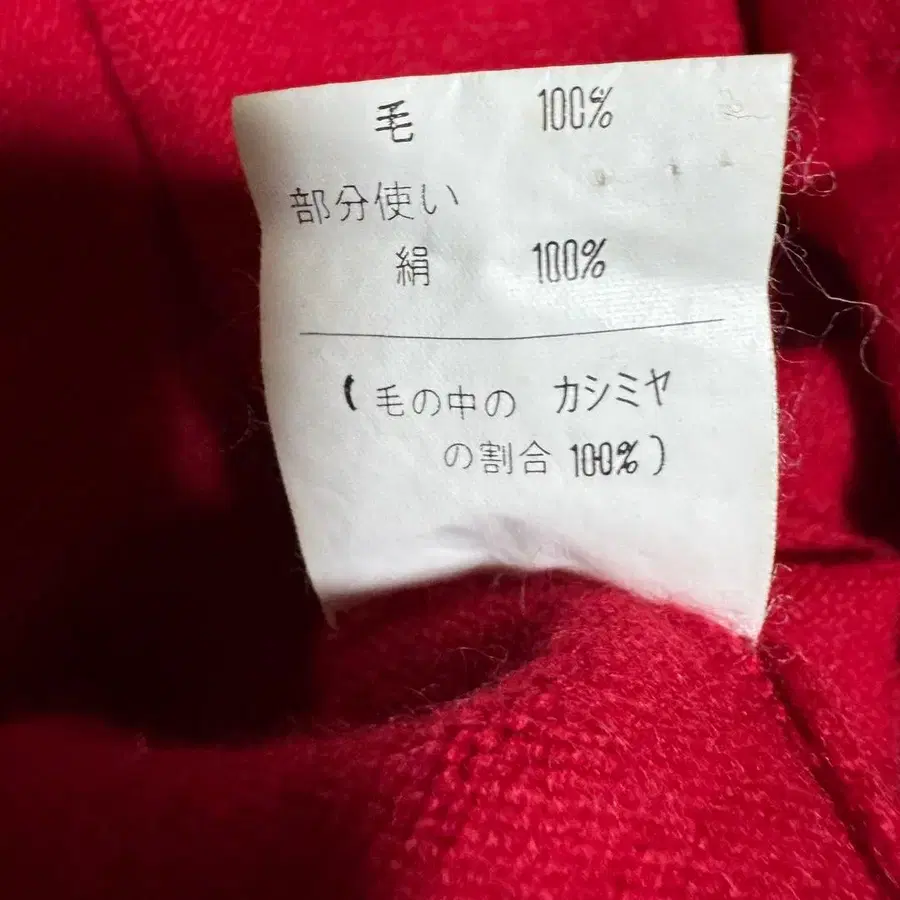 毛 100%
部分使い
絹 100%
(毛の中の カシミヤ
の割合 100%)